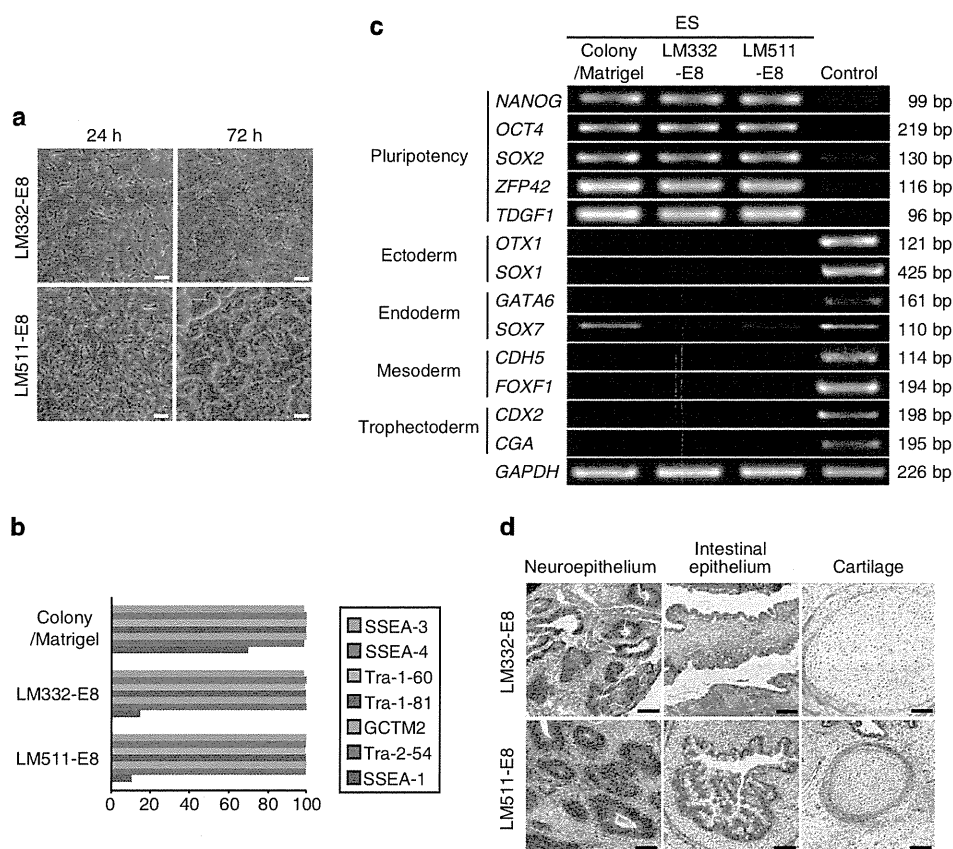 a
24 h
72 h
LM332-E8
LM511-E8
b
Colony
/Matrigel
LM332-E8
LM511-E8
0 20 40 60 80 100
SSEA-3
SSEA-4
Tra-1-60
Tra-1-81
GCTM2
Tra-2-54
SSEA-1
c
ES
Colony
/Matrigel
LM332
-E8
LM511
-E8
Control
Pluripotency
NANOG 99 bp
OCT4 219 bp
SOX2 130 bp
ZFP42 116 bp
TDGF1 96 bp
Ectoderm
OTX1 121 bp
SOX1 425 bp
Endoderm
GATA6 161 bp
SOX7 110 bp
Mesoderm
CDH5 114 bp
FOXF1 194 bp
Trophectoderm
CDX2 198 bp
CGA 195 bp
GAPDH 226 bp
d
Neuroepithelium
Intestinal
epithelium
Cartilage
LM332-E8
LM511-E8